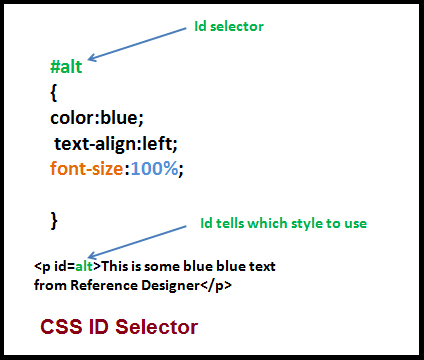 Id selector
#alt
{
color:blue;
text-align:left;
font-size:100%;
}
Id tells which style to use
<p id=alt>This is some blue blue text
from Reference Designer</p>
CSS ID Selector